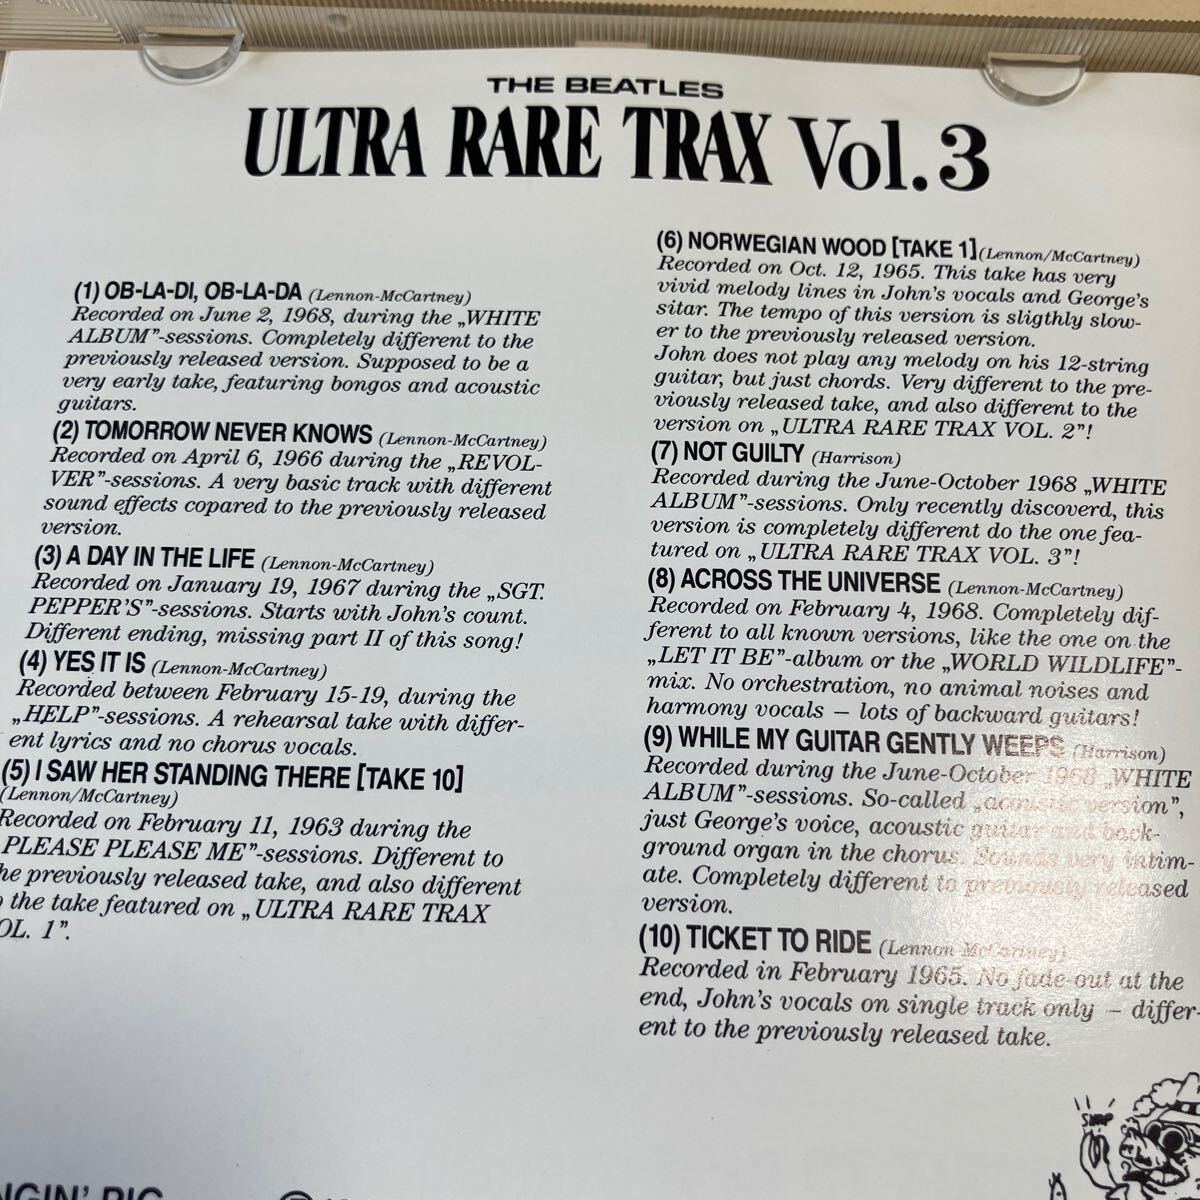 THE BEATLES
ULTRA RARE TRAX Vol.3
(1) OB-LA-DI, OB-LA-DA (Lennon-McCartney)
Recorded on June 2, 1968, during the „WHITE
ALBUM”-sessions. Completely different to the
previously released version. Supposed to be a
very early take, featuring bongos and acoustic
guitars.
(2) TOMORROW NEVER KNOWS (Lennon-McCartney)
Recorded on April 6, 1966 during the „REVOL-
VER”-sessions. A very basic track with different
sound effects copared to the previously released
version.
(3) A DAY IN THE LIFE (Lennon-McCartney)
Recorded on January 19, 1967 during the „SGT.
PEPPER'S”-sessions. Starts with John's count.
Different ending, missing part II of this song!
(4) YES IT IS (Lennon-McCartney)
Recorded between February 15-19, during the
„HELP”-sessions. A rehearsal take with differ-
ent lyrics and no chorus vocals.
(5) I SAW HER STANDING THERE [TAKE 10]
(Lennon/McCartney)
Recorded on February 11, 1963 during the
PLEASE PLEASE ME”-sessions. Different to
he previously released take, and also different
o the take featured on „ULTRA RARE TRAX
OL. 1”.
(6) NORWEGIAN WOOD [TAKE 1] (Lennon/McCartney)
Recorded on Oct. 12, 1965. This take has very
vivid melody lines in John's vocals and George's
sitar. The tempo of this version is sligthly slow-
er to the previously released version.
John does not play any melody on his 12-string
guitar, but just chords. Very different to the pre-
viously released take, and also different to the
version on „ULTRA RARE TRAX VOL. 2”!
(7) NOT GUILTY (Harrison)
Recorded during the June-October 1968 „WHITE
ALBUM”-sessions. Only recently discoverd, this
version is completely different do the one fea-
tured on „ULTRA RARE TRAX VOL. 3”!
(8) ACROSS THE UNIVERSE (Lennon-McCartney)
Recorded on February 4, 1968. Completely dif-
ferent to all known versions, like the one on the
„LET IT BE”-album or the „WORLD WILDLIFE”-
mix. No orchestration, no animal noises and
harmony vocals – lots of backward guitars!
(9) WHILE MY GUITAR GENTLY WEEPS (Harrison)
Recorded during the June-October 1968 „WHITE
ALBUM”-sessions. So-called „acoustic version”,
just George's voice, acoustic guitar and back-
ground organ in the chorus. Sounds very intim-
ate. Completely different to previously released
version.
(10) TICKET TO RIDE (Lennon-McCartney)
Recorded in February 1965. No fade-out at the
end, John's vocals on single track only – differ-
ent to the previously released take.
NGIN' PIG